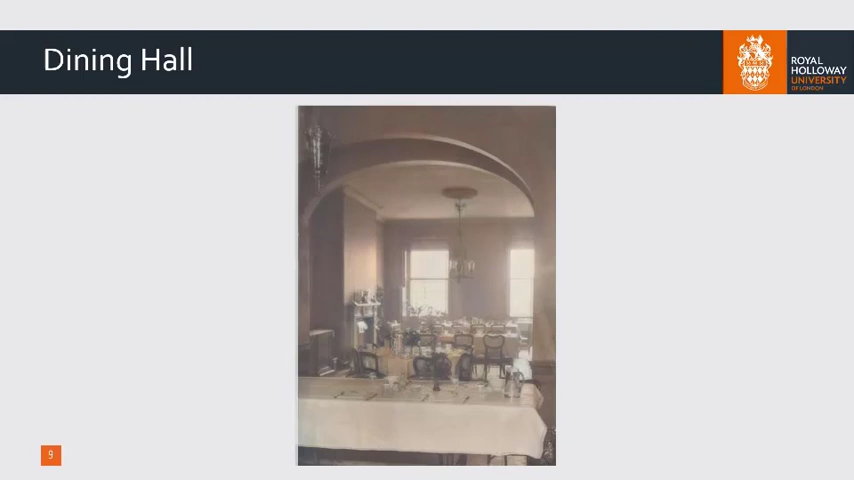 Dining Hall
ROYAL
HOLLOWAY
UNIVERSITY
OF LONDON
9